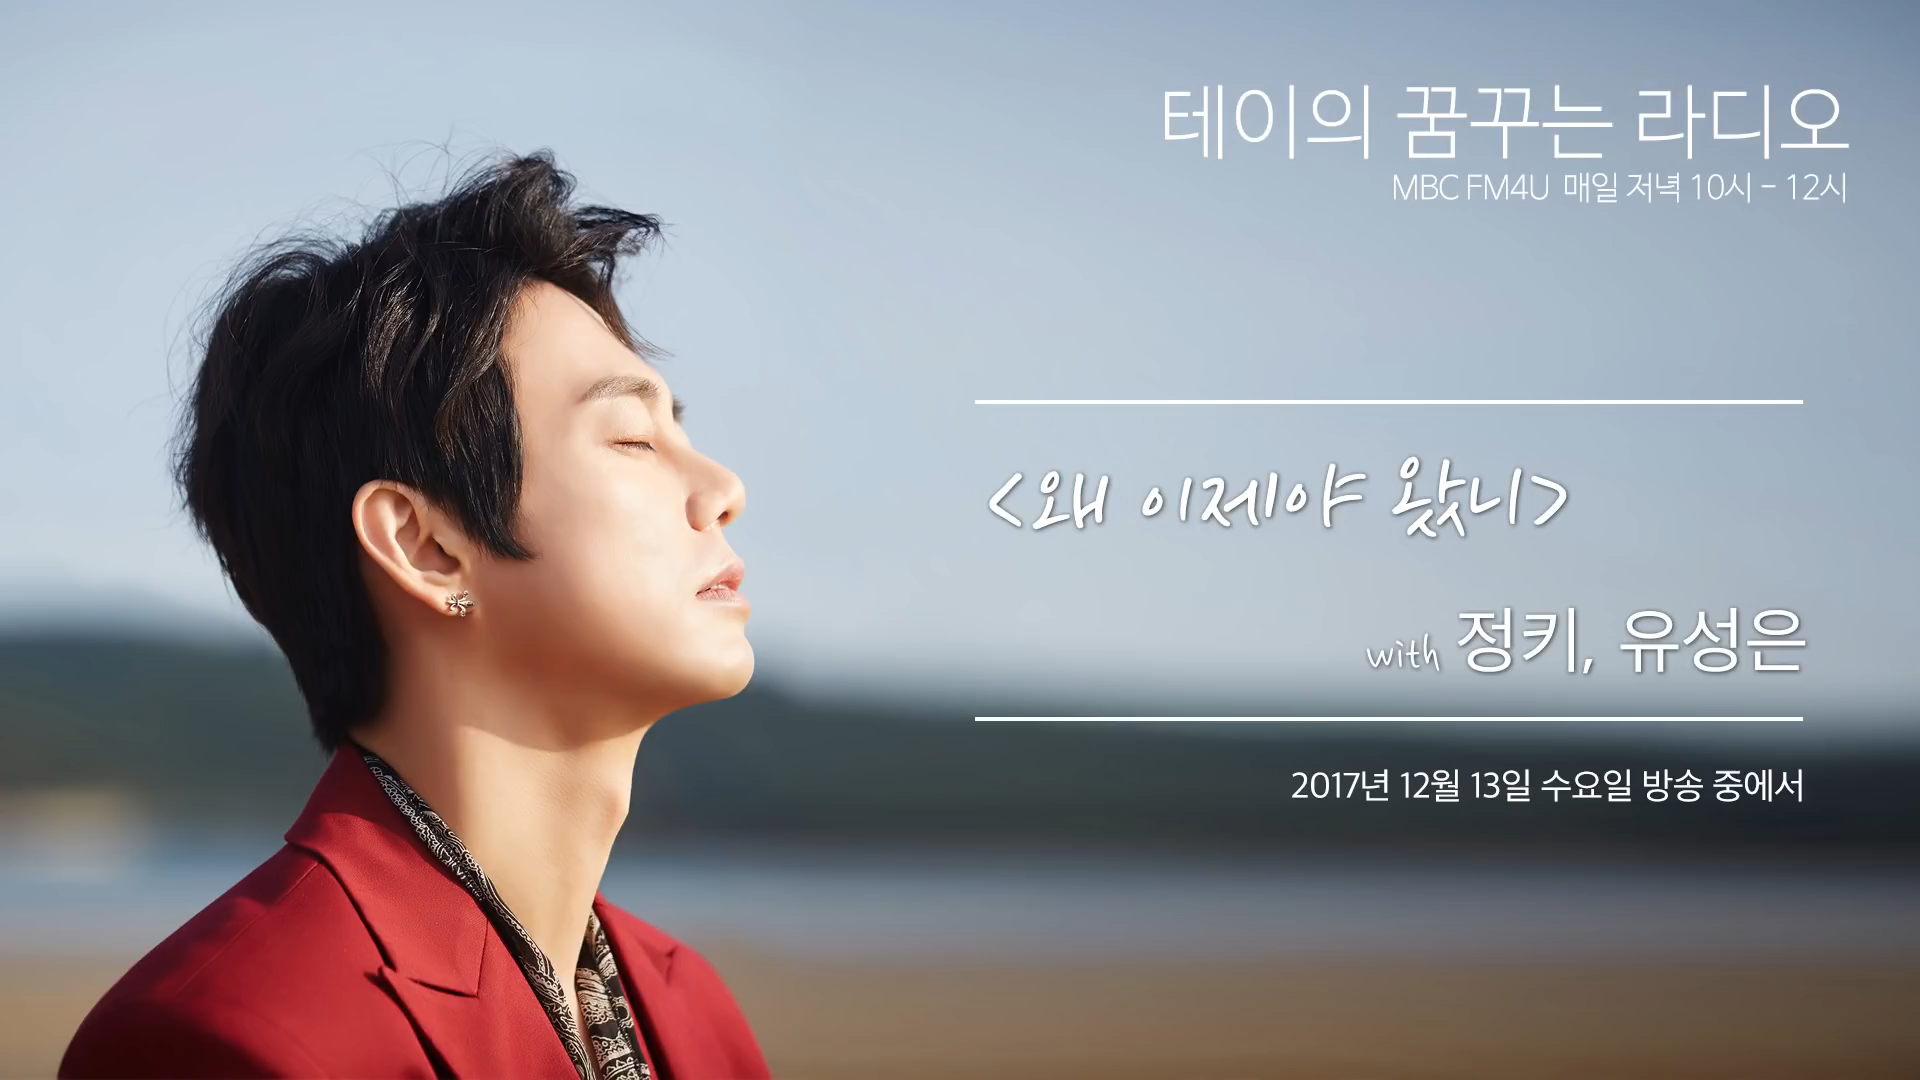 테이의 꿈꾸는 라디오
MBC FM4U 매일 저녁 10시 - 12시
<왜 이제야 왔니>
with 정키, 유성은
2017년 12월 13일 수요일 방송 중에서